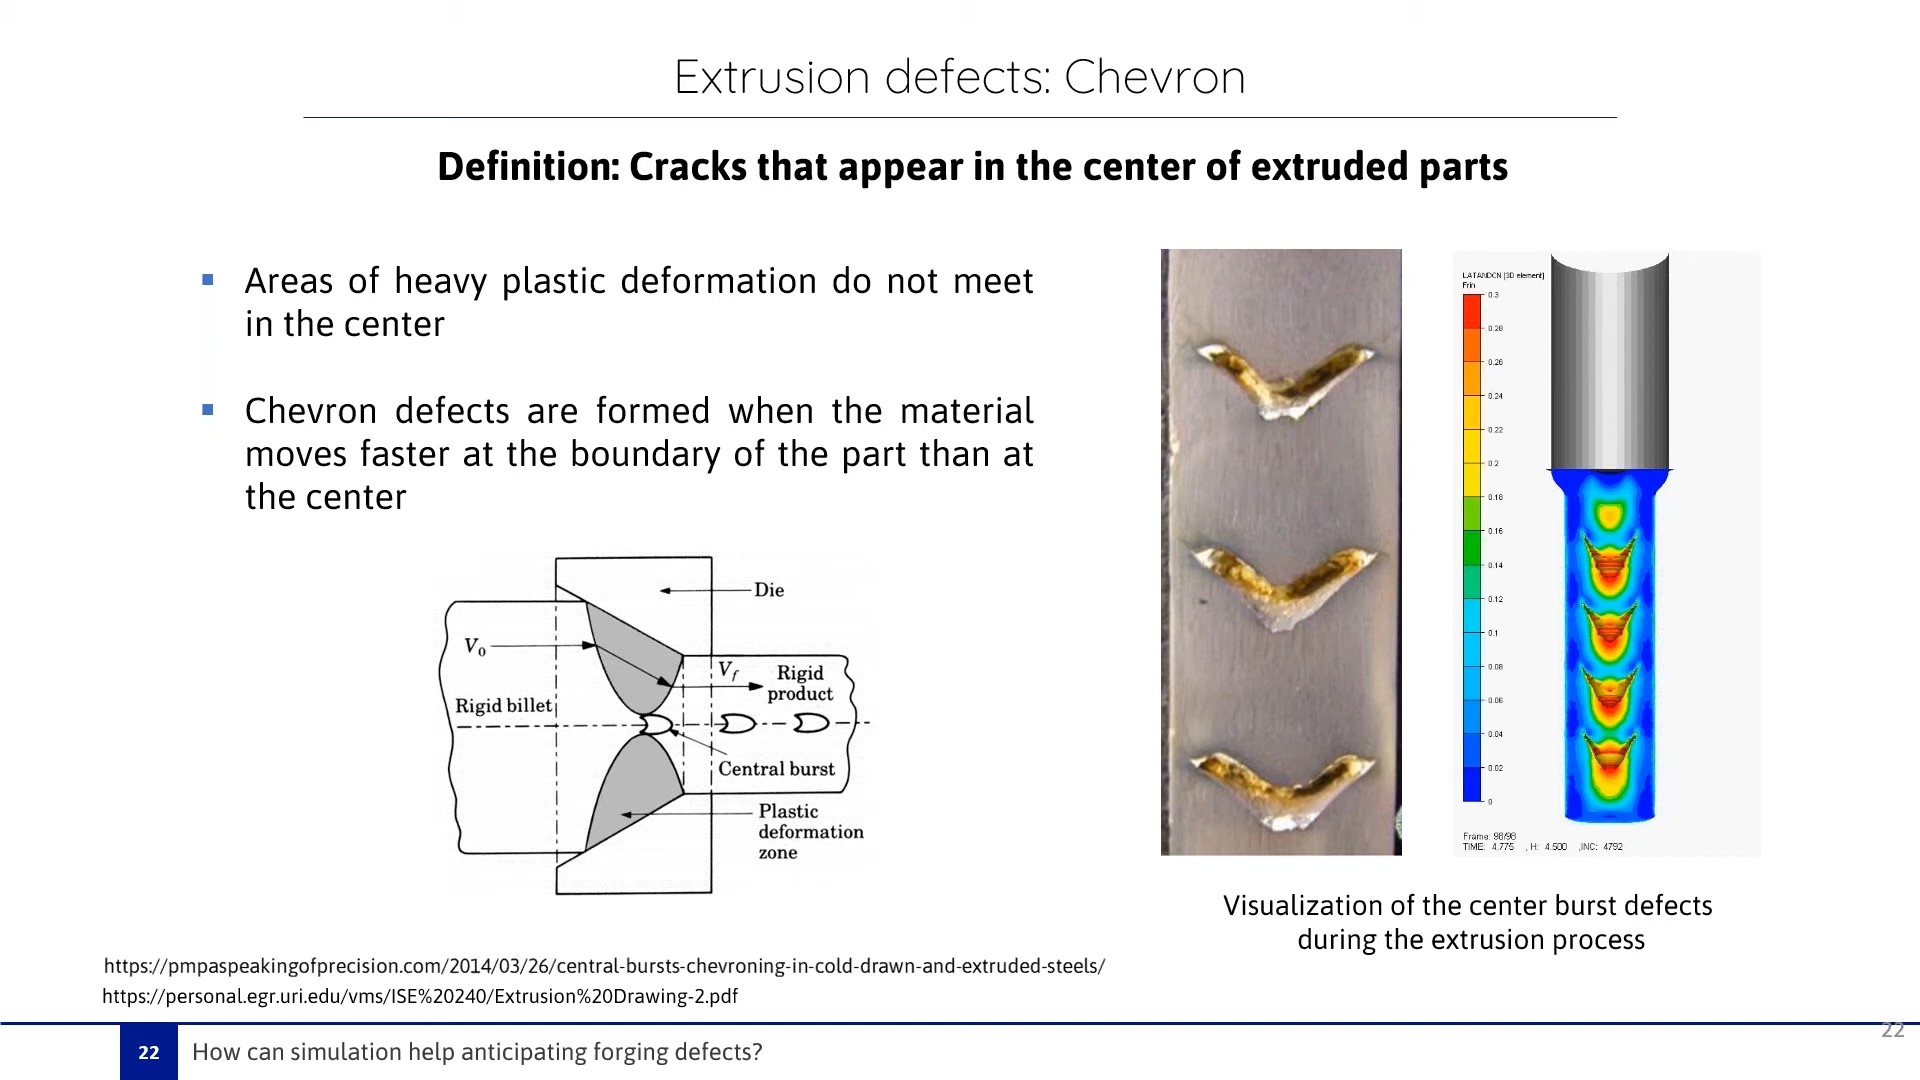 Extrusion defects: Chevron
Definition: Cracks that appear in the center of extruded parts
Areas of heavy plastic deformation do not meet
in the center
Chevron defects are formed when the material
moves faster at the boundary of the part than at
the center
Die
V0
Vf
Rigid
product
Rigid billet
Central burst
Plastic
deformation
zone
LATANDCN [3D element]
Frin
0.3
0.28
0.26
0.24
0.22
0.2
0.18
0.16
0.14
0.12
0.1
0.08
0.06
0.04
0.02
0
Frame: 98/98
TIME: 4.775 , H: 4.500 ,INC: 4792
Visualization of the center burst defects
during the extrusion process
https://pmpaspeakingofprecision.com/2014/03/26/central-bursts-chevroning-in-cold-drawn-and-extruded-steels/
https://personal.egr.uri.edu/vms/ISE%20240/Extrusion%20Drawing-2.pdf
22
22 How can simulation help anticipating forging defects?